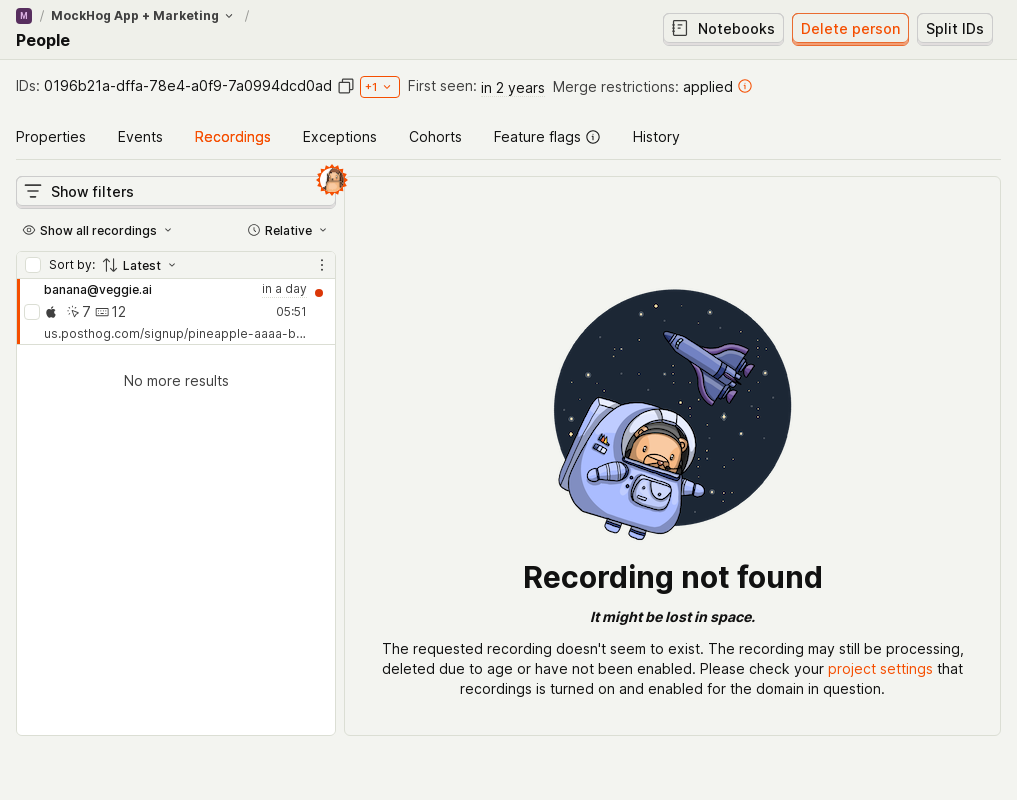 M / MockHog App + Marketing /
People
Notebooks
Delete person
Split IDs
IDs: 0196b21a-dffa-78e4-a0f9-7a0994dcd0ad +1 First seen: in 2 years Merge restrictions: applied
Properties Events Recordings Exceptions Cohorts Feature flags History
Show filters
Show all recordings Relative
Sort by: Latest
banana@veggie.ai in a day
7 12 05:51
us.posthog.com/signup/pineapple-aaaa-b...
No more results
Recording not found
It might be lost in space.
The requested recording doesn't seem to exist. The recording may still be processing,
deleted due to age or have not been enabled. Please check your project settings that
recordings is turned on and enabled for the domain in question.